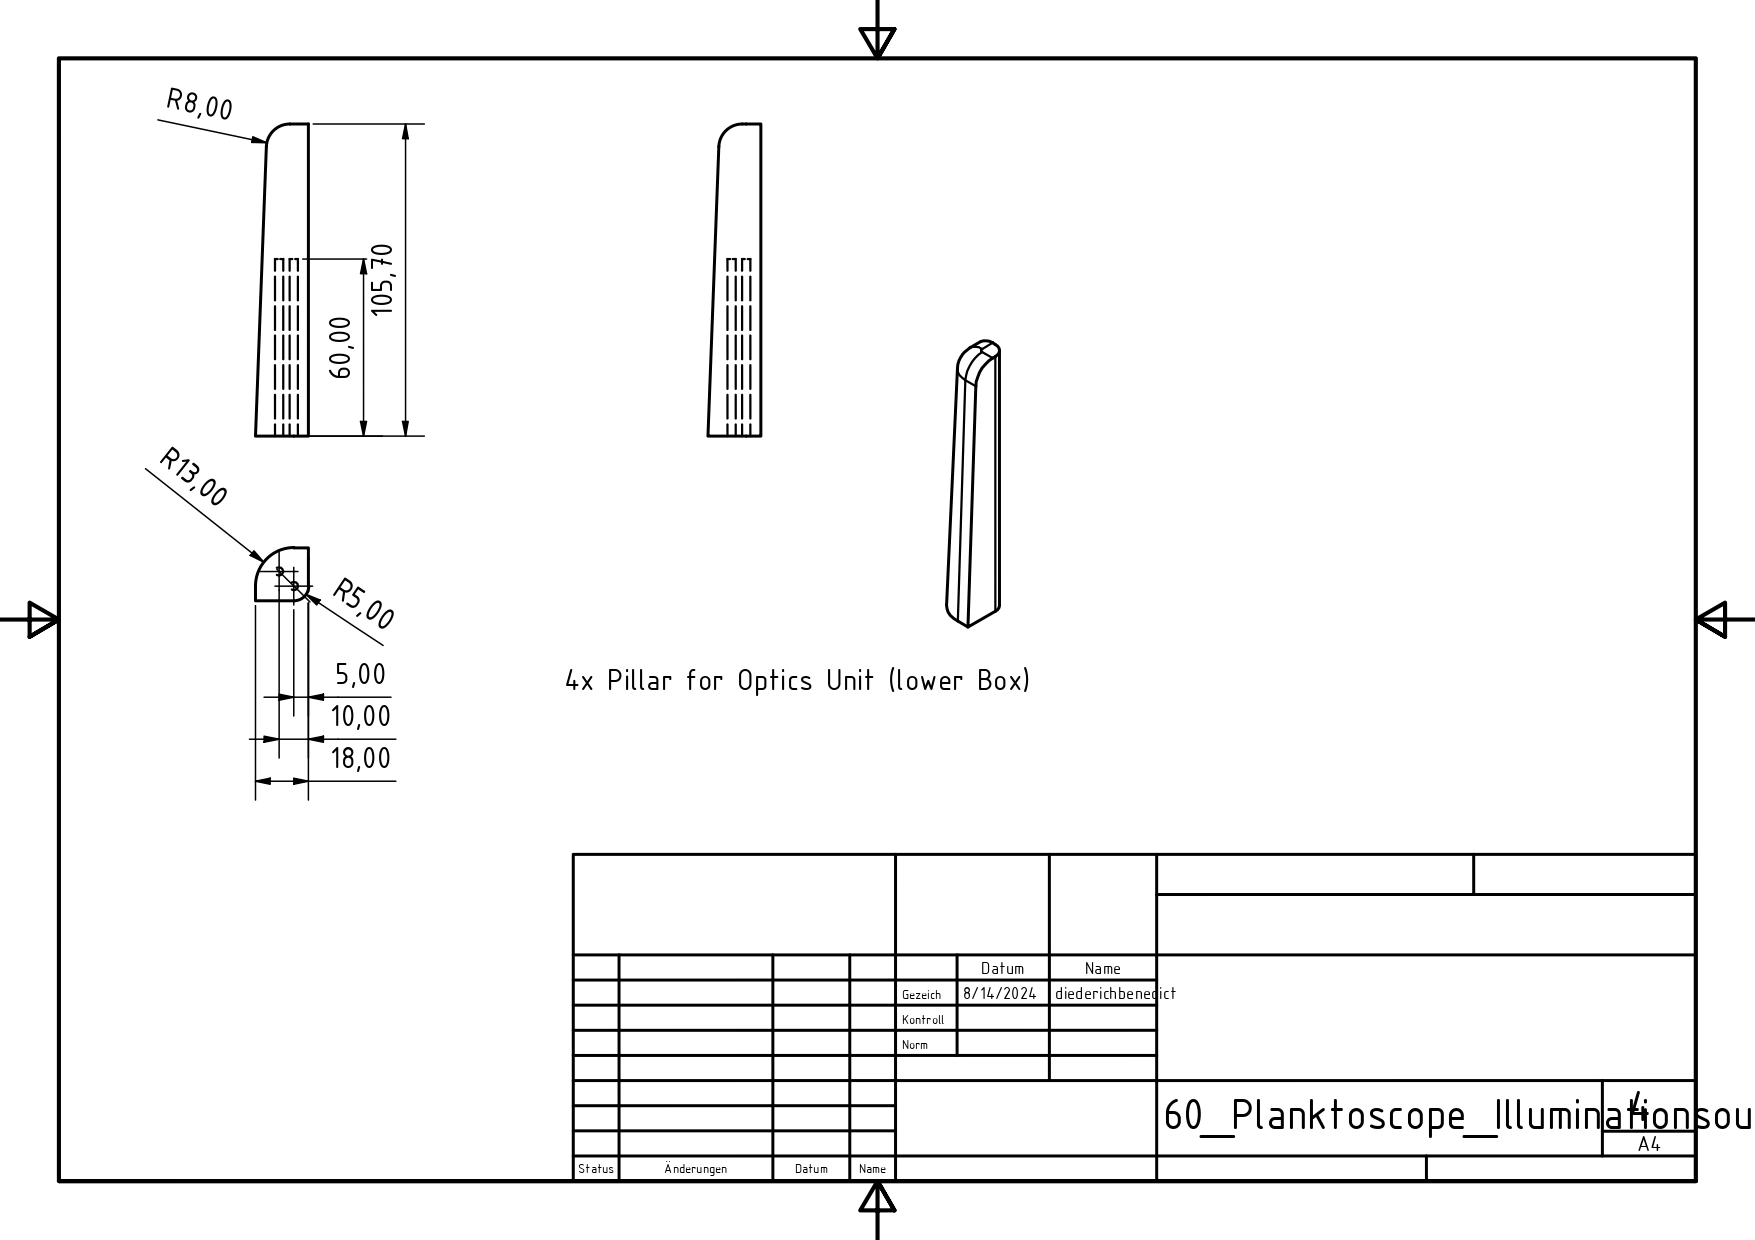 R8,00
105,70
60,00
R13,00
R5,00
5,00
10,00
18,00
4x Pillar for Optics Unit (lower Box)
Datum Name
Gezeich 8/14/2024 diederichbenedict
Kontroll
Norm
60_Planktoscope_Illuminationsou
4
A4
Status Änderungen Datum Name